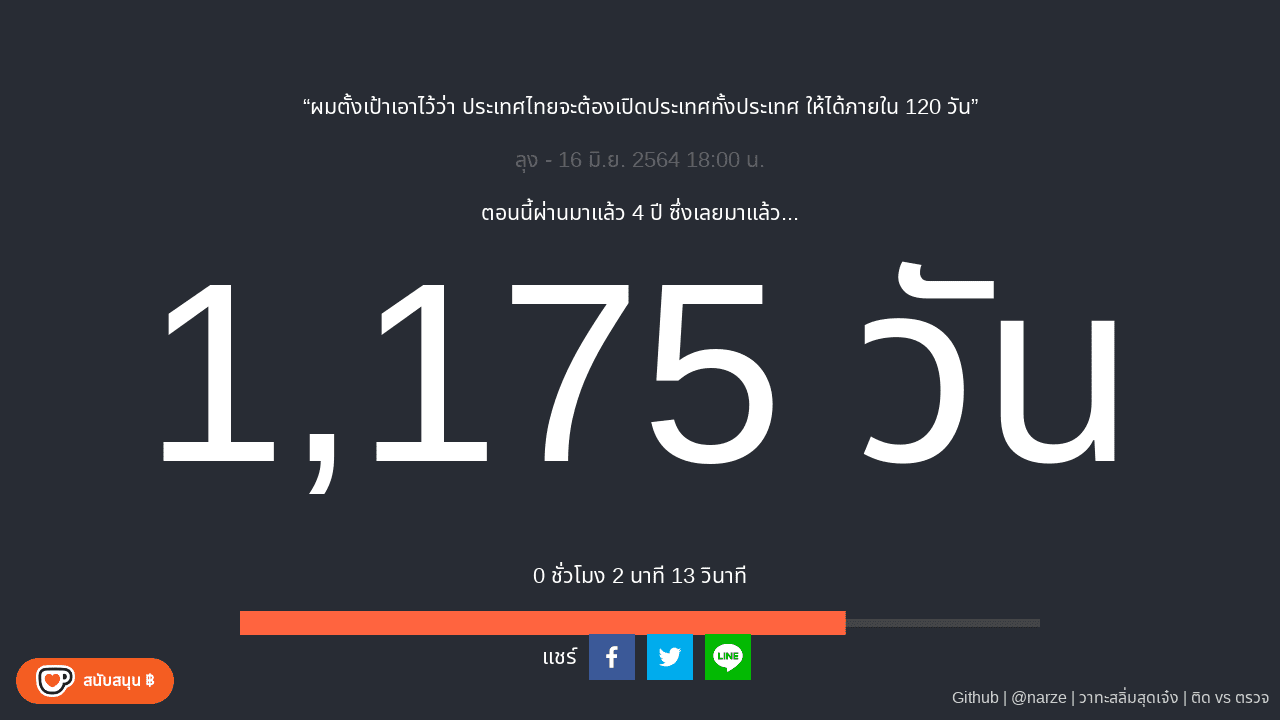 “ผมตั้งเป้าเอาไว้ว่า ประเทศไทยจะต้องเปิดประเทศทั้งประเทศ ให้ได้ภายใน 120 วัน”
ลุง - 16 มิ.ย. 2564 18:00 น.
ตอนนี้ผ่านมาแล้ว 4 ปี ซึ่งเลยมาแล้ว...
1,175 วัน
0 ชั่วโมง 2 นาที 13 วินาที
แชร์
LINE
สนับสนุน ฿
Github | @narze | วาทะสลิ่มสุดเจ๋ง | ติด vs ตรวจ